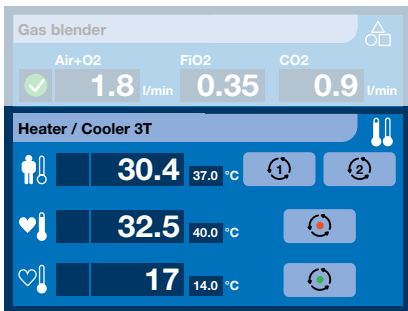 Gas blender
Air+O2 FiO2 CO2
1.8 l/min 0.35 0.9 l/min
Heater / Cooler 3T
30.4 37.0 °C 1 2
32.5 40.0 °C
17 14.0 °C